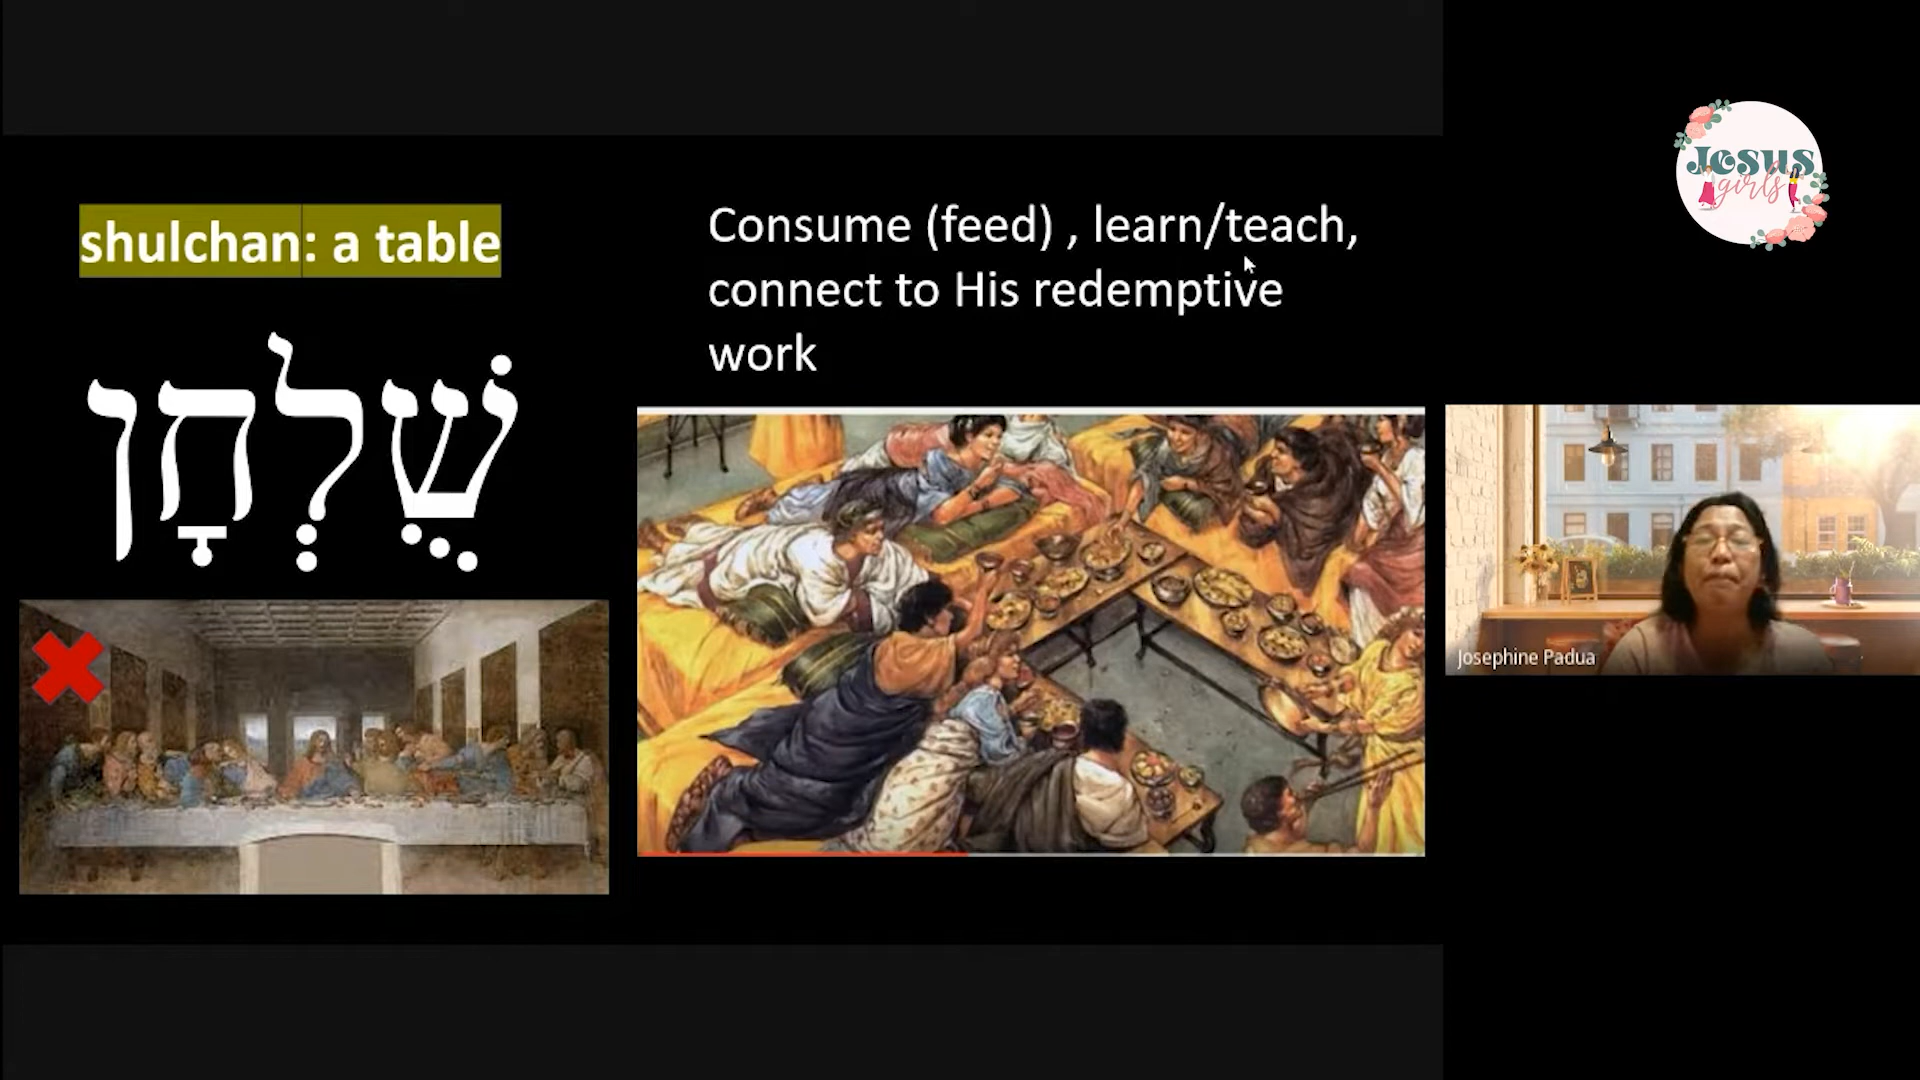 shulchan: a table
שֻׁלְחָן
Consume (feed) , learn/teach,
connect to His redemptive
work
Jesus
girls
Josephine Padua